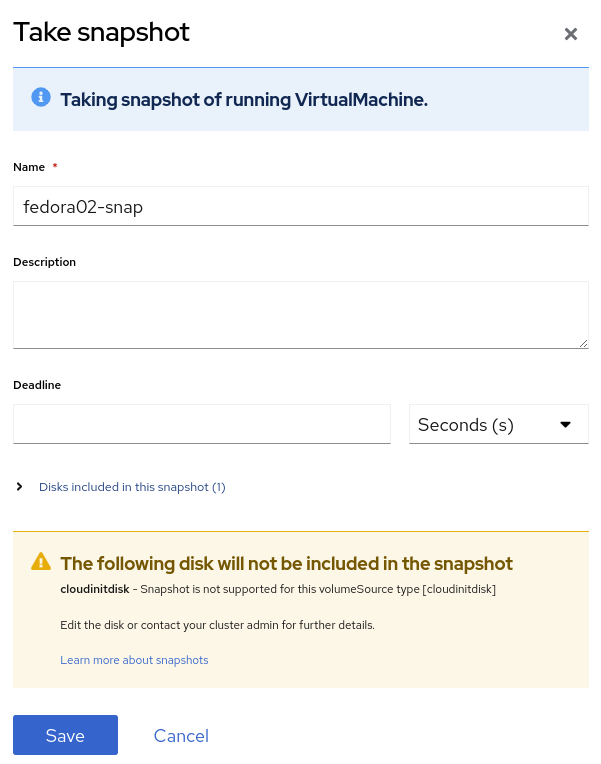 Take snapshot
Taking snapshot of running VirtualMachine.
Name *
fedora02-snap
Description
Deadline
Seconds (s)
Disks included in this snapshot (1)
The following disk will not be included in the snapshot
cloudinitdisk - Snapshot is not supported for this volumeSource type [cloudinitdisk]
Edit the disk or contact your cluster admin for further details.
Learn more about snapshots
Save Cancel